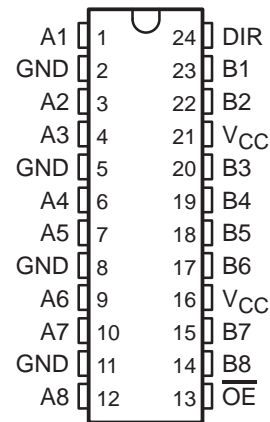 A1 1 24 DIR
GND 2 23 B1
A2 3 22 B2
A3 4 21 VCC
GND 5 20 B3
A4 6 19 B4
A5 7 18 B5
GND 8 17 B6
A6 9 16 VCC
A7 10 15 B7
GND 11 14 B8
A8 12 13 O̅E̅